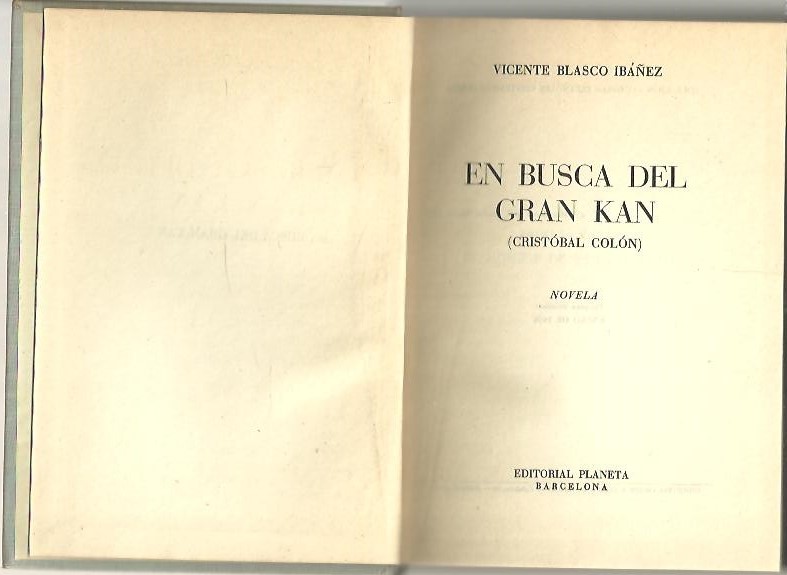 VICENTE BLASCO IBÁÑEZ
EN BUSCA DEL
GRAN KAN
(CRISTÓBAL COLÓN)
NOVELA
EDITORIAL PLANETA
BARCELONA